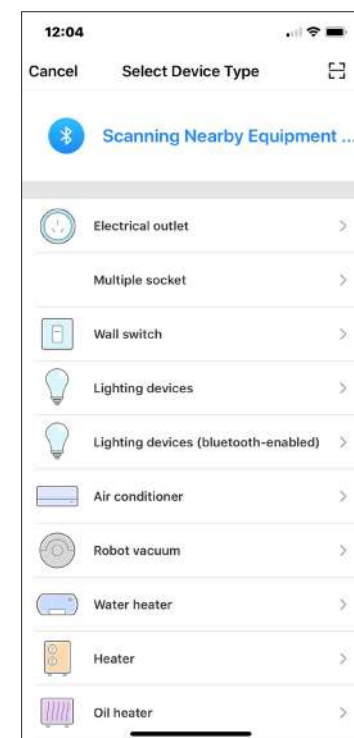 12:04
Cancel Select Device Type
Scanning Nearby Equipment ...
Electrical outlet
Multiple socket
Wall switch
Lighting devices
Lighting devices (bluetooth-enabled)
Air conditioner
Robot vacuum
Water heater
Heater
Oil heater